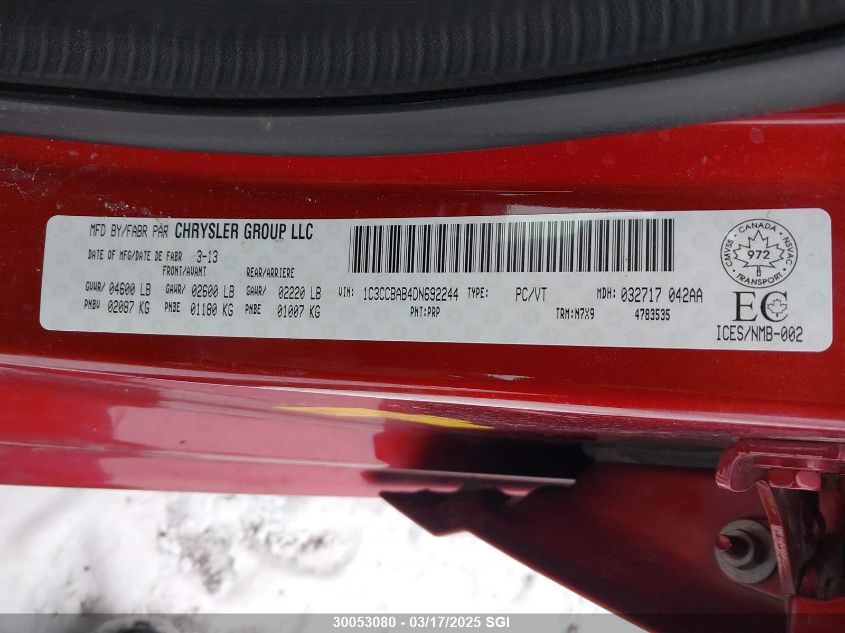 MFD BY/FABR PAR CHRYSLER GROUP LLC
DATE OF MFG/DATE DE FABR 3-13
FRONT/AVANT REAR/ARRIERE
GVWR/ 04600 LB GAWR/ 02600 LB GAWR/ 02220 LB
PNBV 02087 KG PNBE 01180 KG PNBE 01007 KG
VIN: 1C3CCBAB4DN692244 TYPE: PC/VT MDH: 032717 042AA
PNT:PRP TRM:N7X9 4783535
CANADA
CMVSS NSVAC
972
TRANSPORT
EC
ICES/NMB-002
30053080 - 03/17/2025 SGI